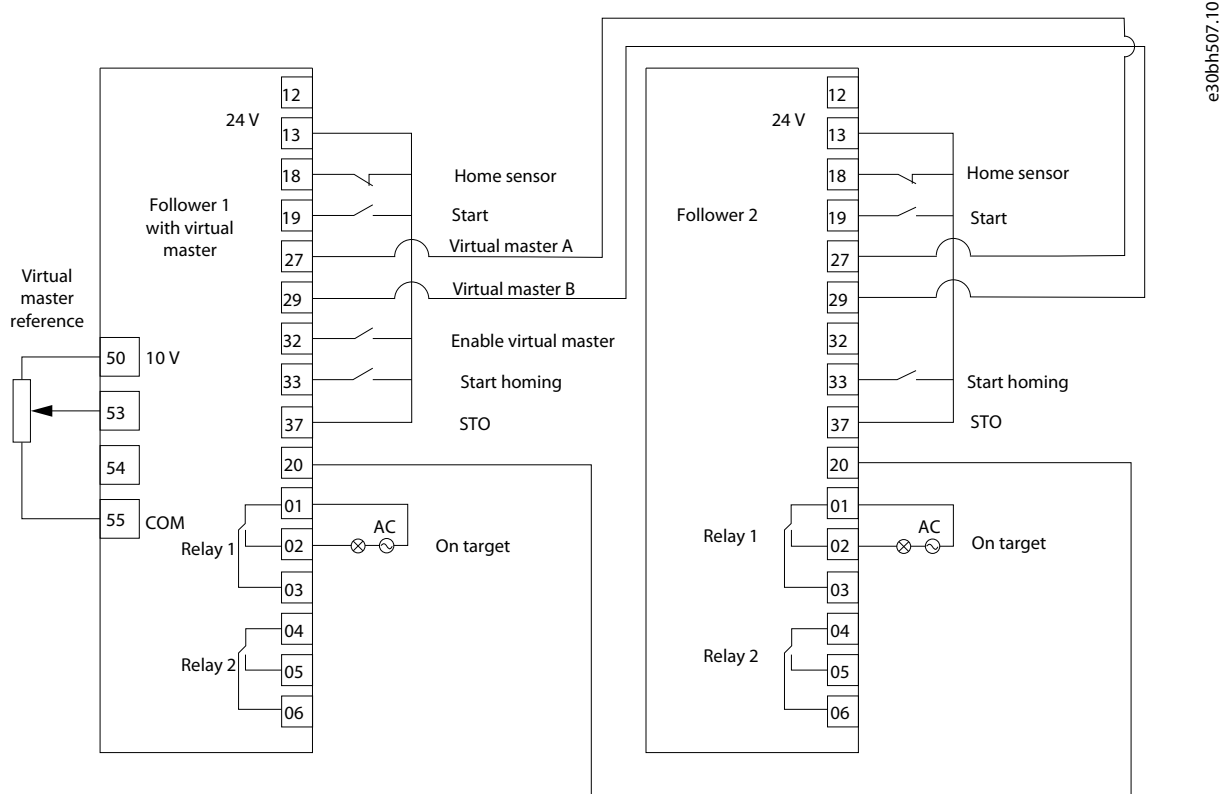 e30bh507.10
Virtual
master
reference
50
10 V
53
54
55
COM
Follower 1
with virtual
master
24 V
12
13
18
Home sensor
19
Start
27
Virtual master A
29
Virtual master B
32
Enable virtual master
33
Start homing
37
STO
20
Relay 1
01
02
03
AC
On target
Relay 2
04
05
06
Follower 2
24 V
12
13
18
Home sensor
19
Start
27
29
32
33
Start homing
37
STO
20
Relay 1
01
02
03
AC
On target
Relay 2
04
05
06